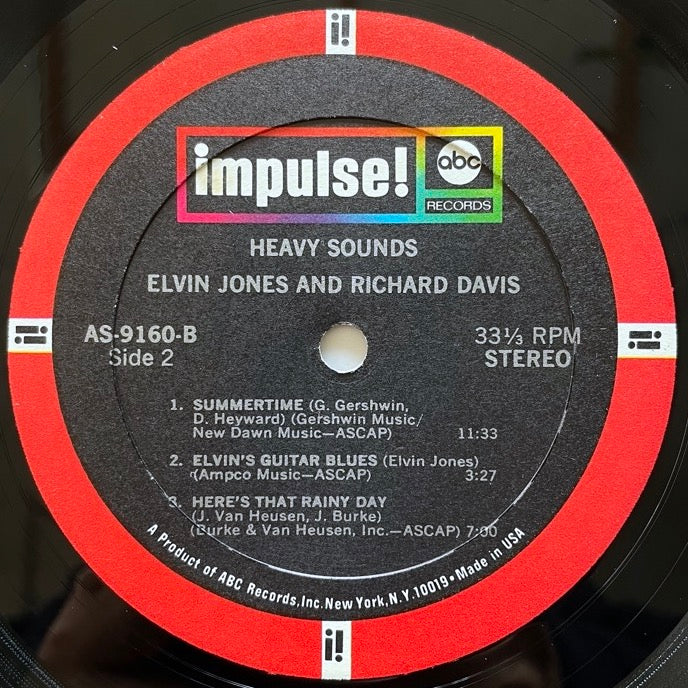 impulse!
abc
RECORDS
HEAVY SOUNDS
ELVIN JONES AND RICHARD DAVIS
AS-9160-B
Side 2
33⅓ RPM
STEREO
1. SUMMERTIME (G. Gershwin,
D. Heyward) (Gershwin Music/
New Dawn Music—ASCAP) 11:33
2. ELVIN'S GUITAR BLUES (Elvin Jones)
(Ampco Music—ASCAP) 3:27
3. HERE'S THAT RAINY DAY
(J. Van Heusen, J. Burke)
(Burke & Van Heusen, Inc.—ASCAP) 7:00
A Product of ABC Records, Inc. New York, N.Y. 10019 • Made in USA